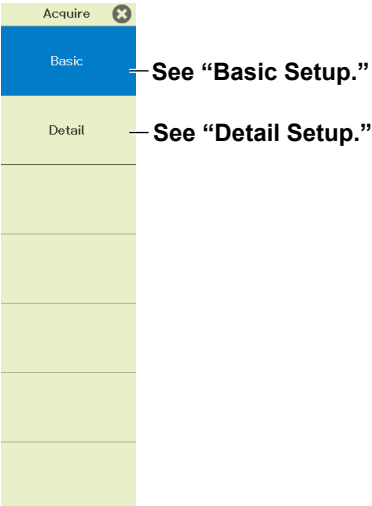 Acquire
Basic
See “Basic Setup.”
Detail
See “Detail Setup.”